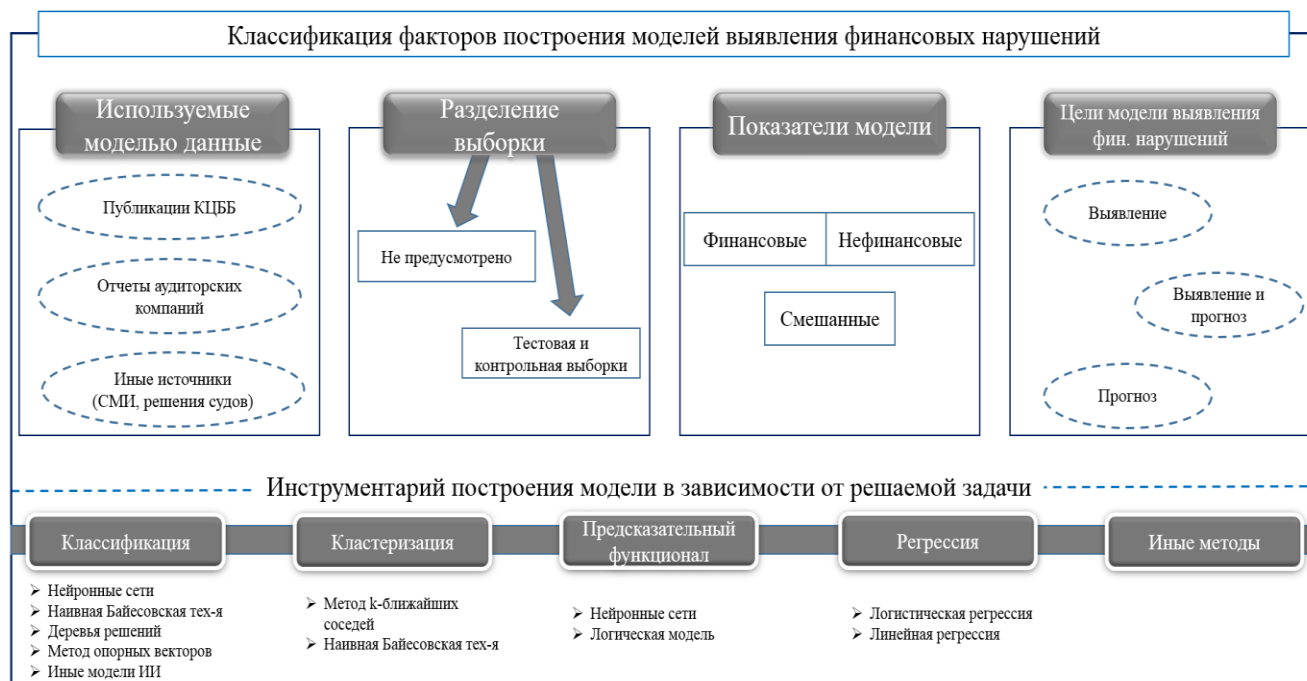 Классификация факторов построения моделей выявления финансовых нарушений
Используемые
моделью данные
Публикации КЦББ
Отчеты аудиторских
компаний
Иные источники
(СМИ, решения судов)
Разделение
выборки
Не предусмотрено
Тестовая и
контрольная выборки
Показатели модели
Финансовые
Нефинансовые
Смешанные
Цели модели выявления
фин. нарушений
Выявление
Выявление и
прогноз
Прогноз
Инструментарий построения модели в зависимости от решаемой задачи
Классификация
➢ Нейронные сети
➢ Наивная Байесовская тех-я
➢ Деревья решений
➢ Метод опорных векторов
➢ Иные модели ИИ
Кластеризация
➢ Метод k-ближайших
соседей
➢ Наивная Байесовская тех-я
Предсказательный
функционал
➢ Нейронные сети
➢ Логическая модель
Регрессия
➢ Логистическая регрессия
➢ Линейная регрессия
Иные методы